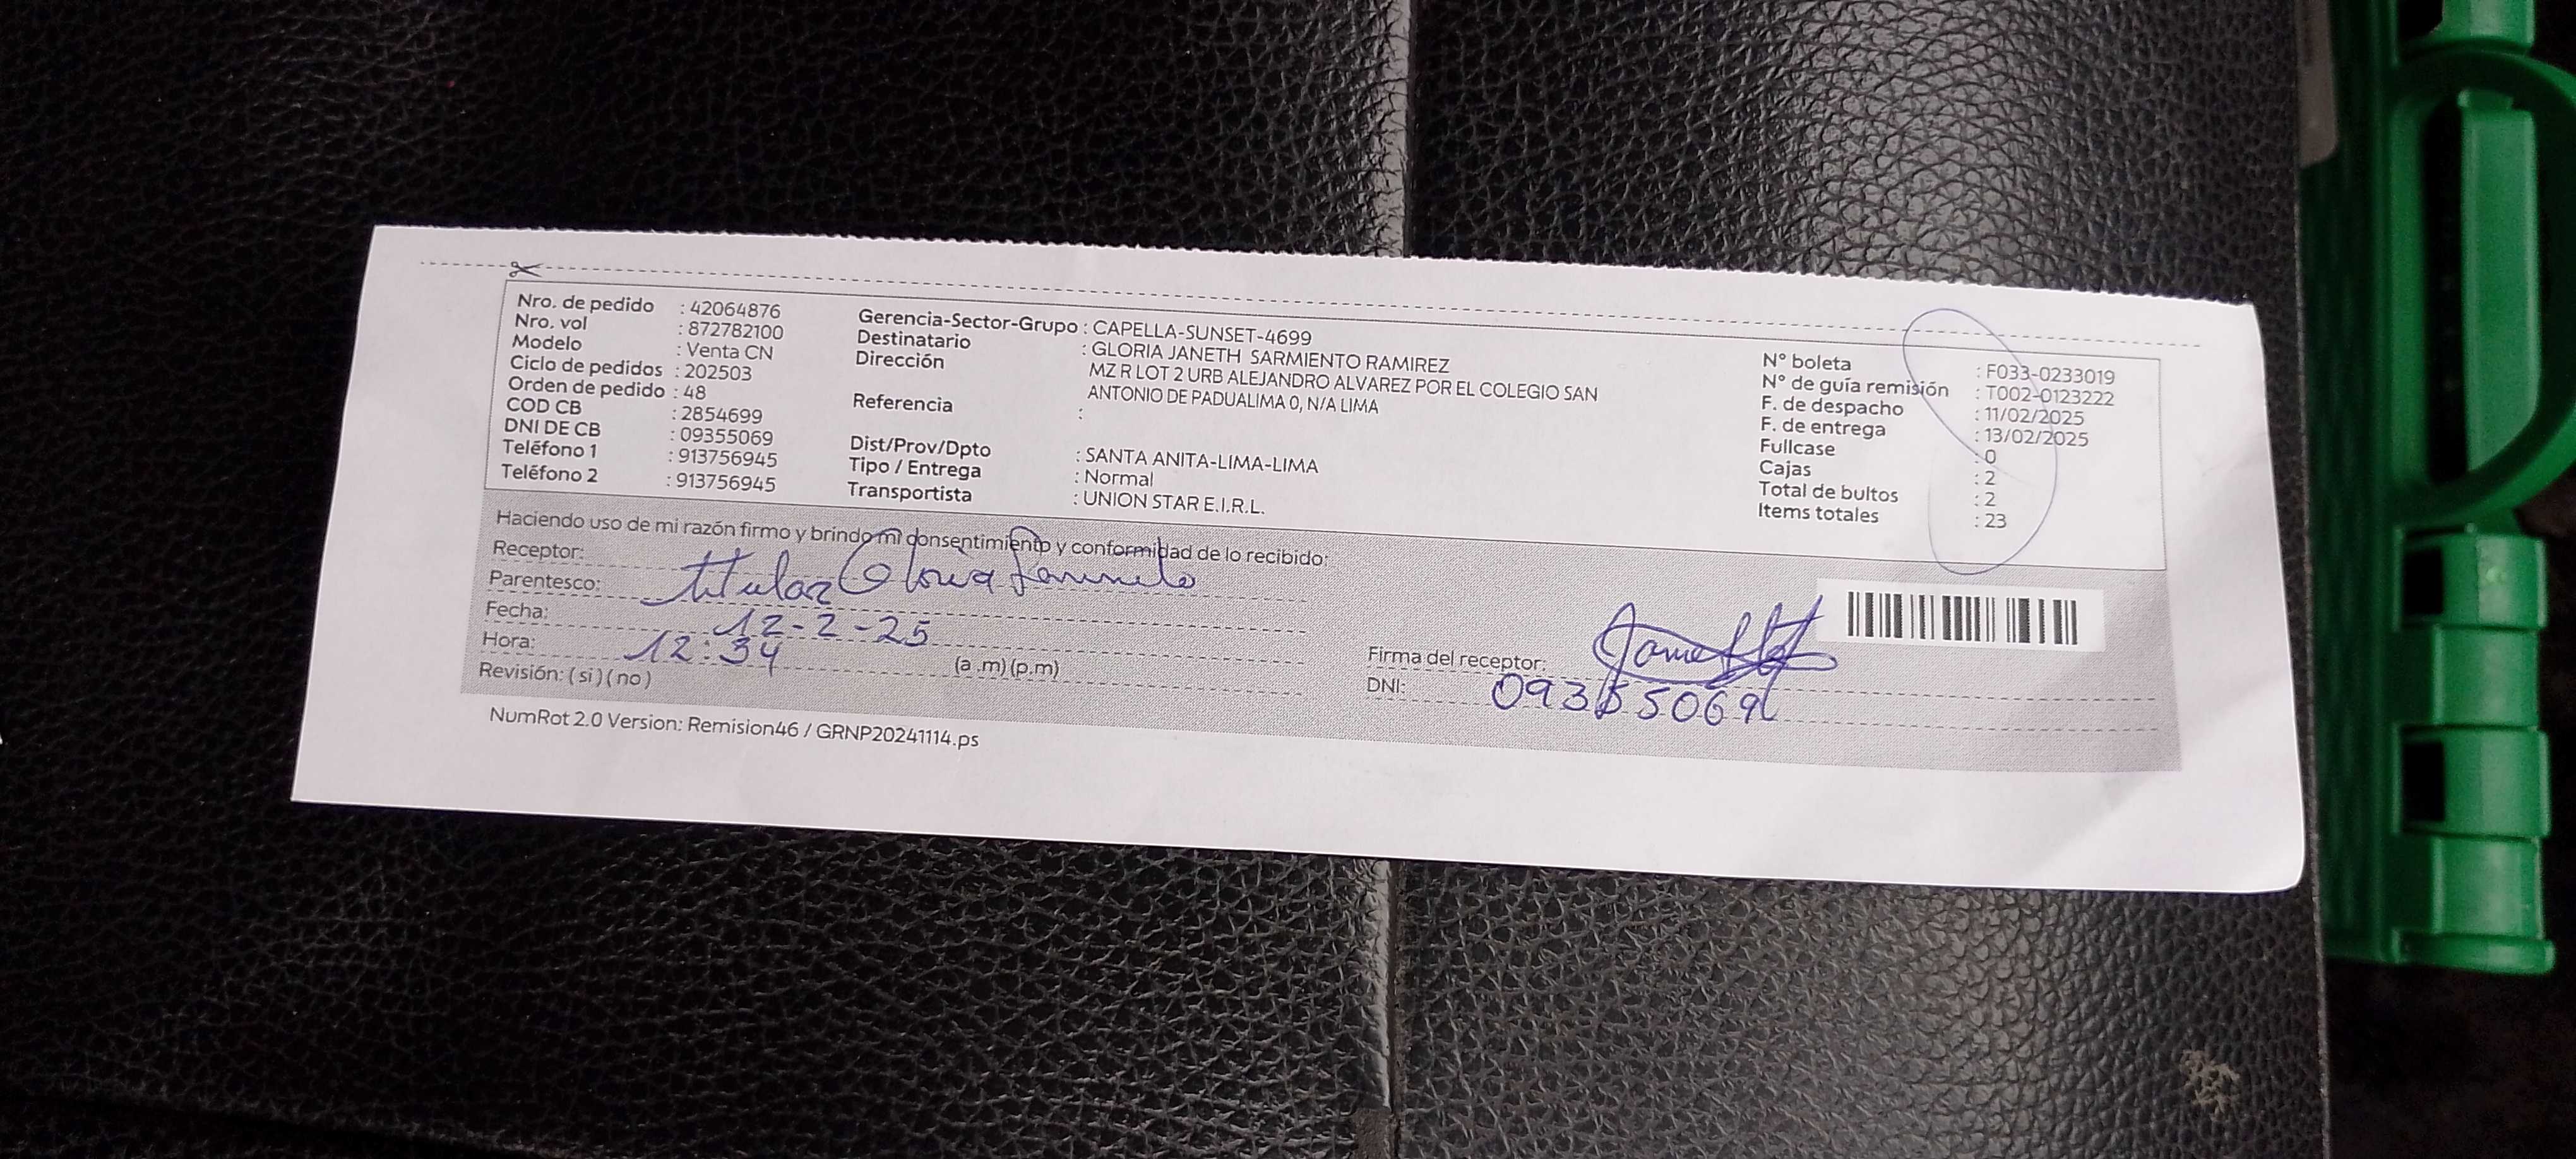 Nro. de pedido : 42064876
Nro. vol : 872782100
Modelo : Venta CN
Ciclo de pedidos : 202503
Orden de pedido : 48
COD CB : 2854699
DNI DE CB : 09355069
Teléfono 1 : 913756945
Teléfono 2 : 913756945
Gerencia-Sector-Grupo : CAPELLA-SUNSET-4699
Destinatario : GLORIA JANETH SARMIENTO RAMIREZ
Dirección MZ R LOT 2 URB ALEJANDRO ALVAREZ POR EL COLEGIO SAN
ANTONIO DE PADUALIMA 0, N/A LIMA
Referencia :
Dist/Prov/Dpto : SANTA ANITA-LIMA-LIMA
Tipo / Entrega : Normal
Transportista : UNION STAR E.I.R.L.
N° boleta : F033-0233019
N° de guía remisión : T002-0123222
F. de despacho : 11/02/2025
F. de entrega : 13/02/2025
Fullcase : 0
Cajas : 2
Total de bultos : 2
Items totales : 23
Haciendo uso de mi razón firmo y brindo mi consentimiento y conformidad de lo recibido:
Receptor: titular Gloria Sarmiento
Parentesco:
Fecha: 12-2-25
Hora: 12:34 (a.m) (p.m)
Revisión: ( si ) ( no )
Firma del receptor:
DNI: 09355069
NumRot 2.0 Version: Remision46 / GRNP20241114.ps